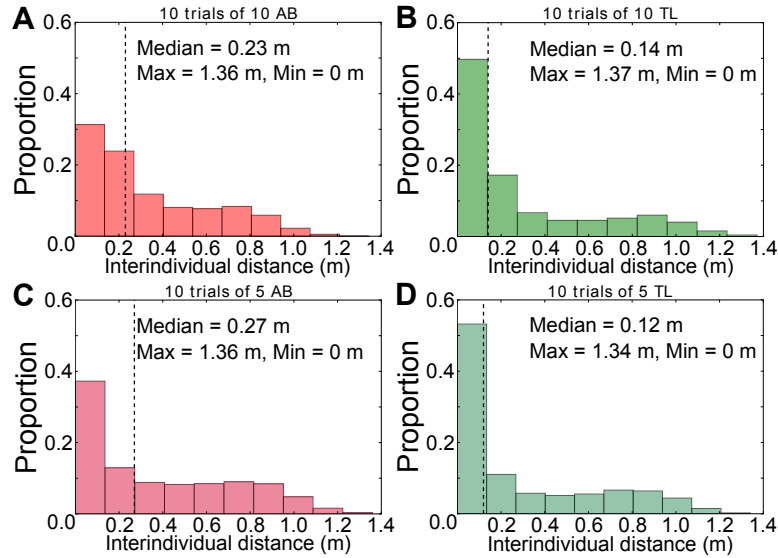 A
10 trials of 10 AB
Median = 0.23 m
Max = 1.36 m, Min = 0 m
Proportion
0.6
0.4
0.2
0.0
0.2 0.4 0.6 0.8 1.0 1.2 1.4
Interindividual distance (m)
B
10 trials of 10 TL
Median = 0.14 m
Max = 1.37 m, Min = 0 m
Proportion
0.6
0.4
0.2
0.0
0.2 0.4 0.6 0.8 1.0 1.2 1.4
Interindividual distance (m)
C
10 trials of 5 AB
Median = 0.27 m
Max = 1.36 m, Min = 0 m
Proportion
0.6
0.4
0.2
0.0
0.2 0.4 0.6 0.8 1.0 1.2 1.4
Interindividual distance (m)
D
10 trials of 5 TL
Median = 0.12 m
Max = 1.34 m, Min = 0 m
Proportion
0.6
0.4
0.2
0.0
0.2 0.4 0.6 0.8 1.0 1.2 1.4
Interindividual distance (m)